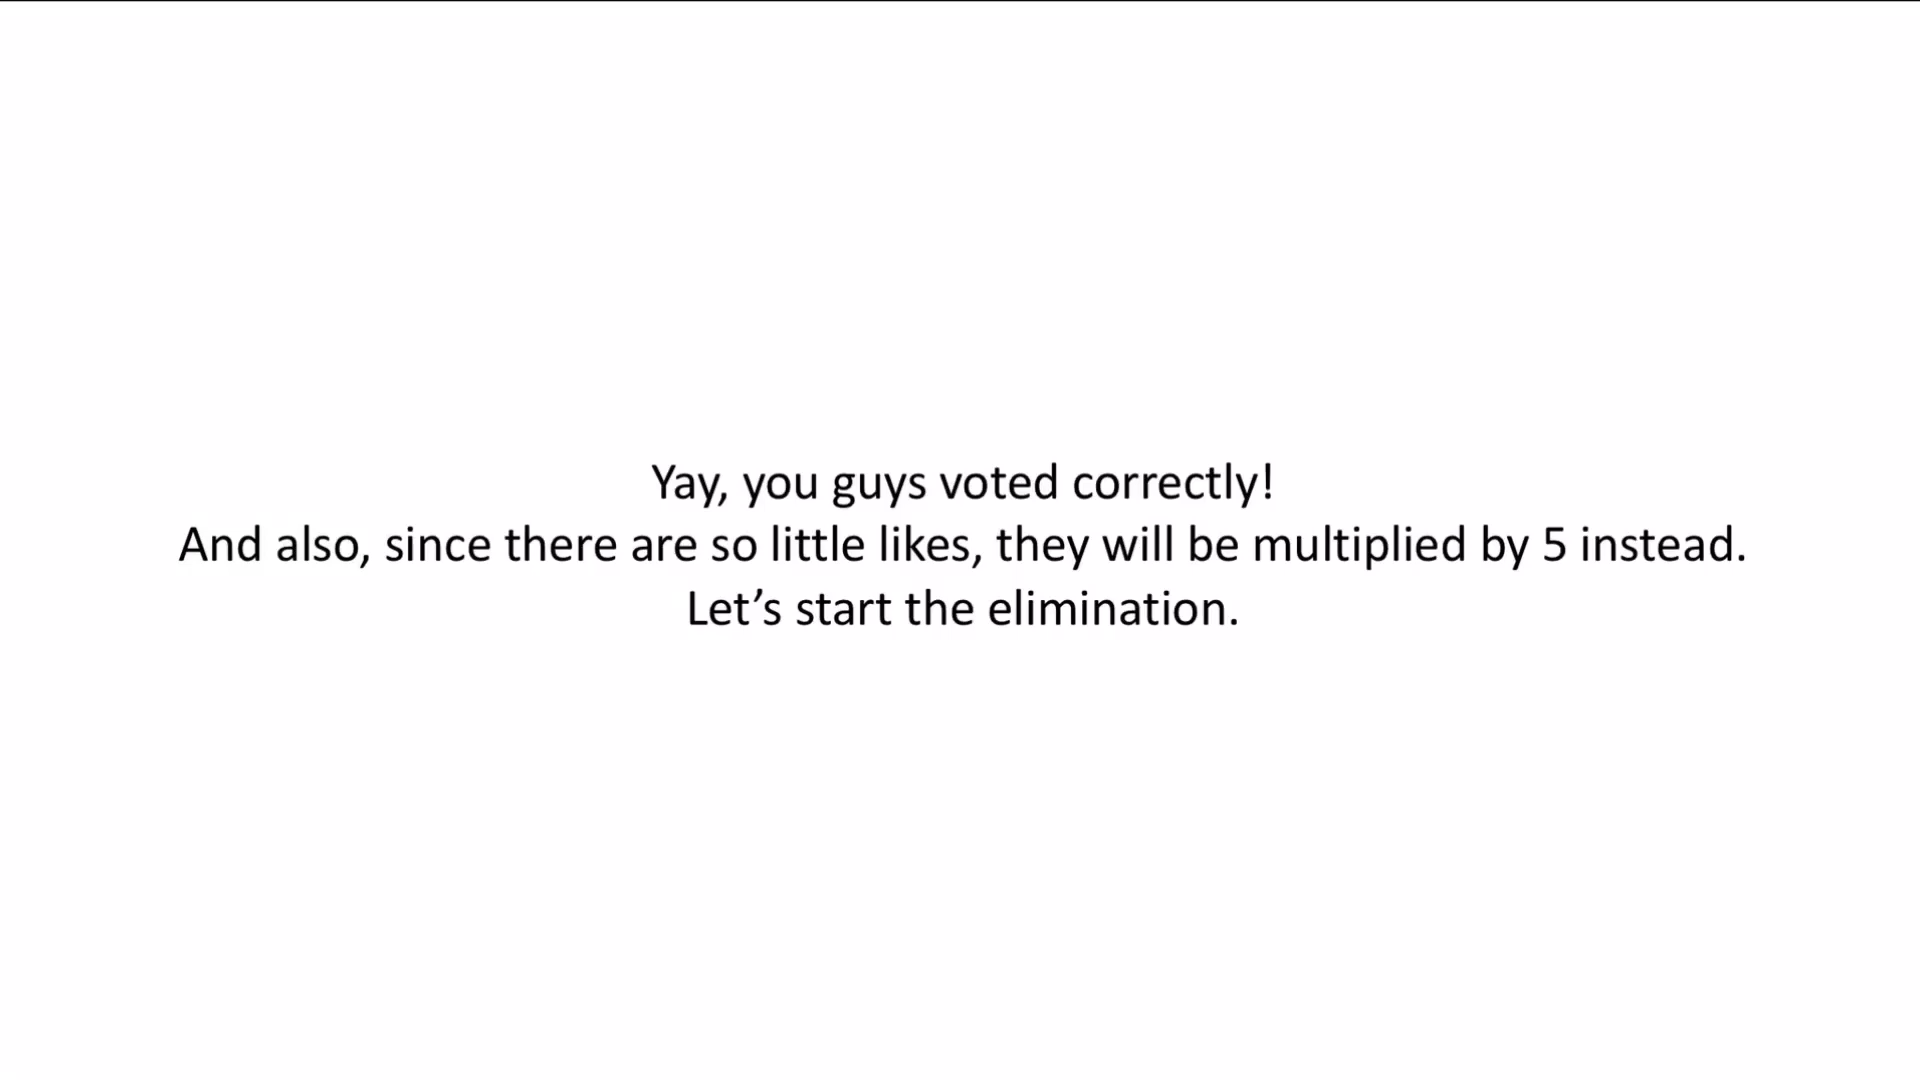 Yay, you guys voted correctly!
And also, since there are so little likes, they will be multiplied by 5 instead.
Let’s start the elimination.